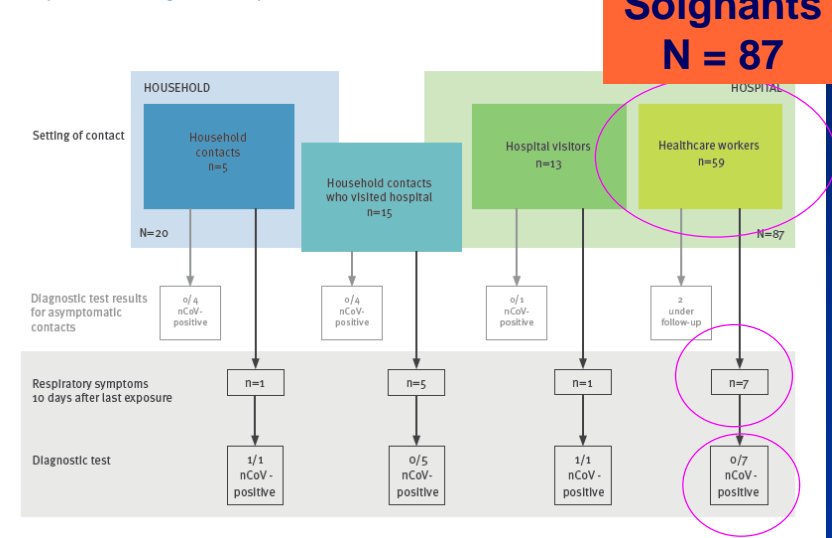 Soignants
N = 87
HOUSEHOLD
HOSPITAL
Setting of contact
Household
contacts
n=5
Household contacts
who visited hospital
n=15
Hospital visitors
n=13
Healthcare workers
n=59
N=20
N=87
Diagnostic test results
for asymptomatic
contacts
0/4
nCoV-
positive
0/4
nCoV-
positive
0/1
nCoV-
positive
2
under
follow-up
Respiratory symptoms
10 days after last exposure
n=1
n=5
n=1
n=7
Diagnostic test
1/1
nCoV -
positive
0/5
nCoV -
positive
1/1
nCoV -
positive
0/7
nCoV -
positive